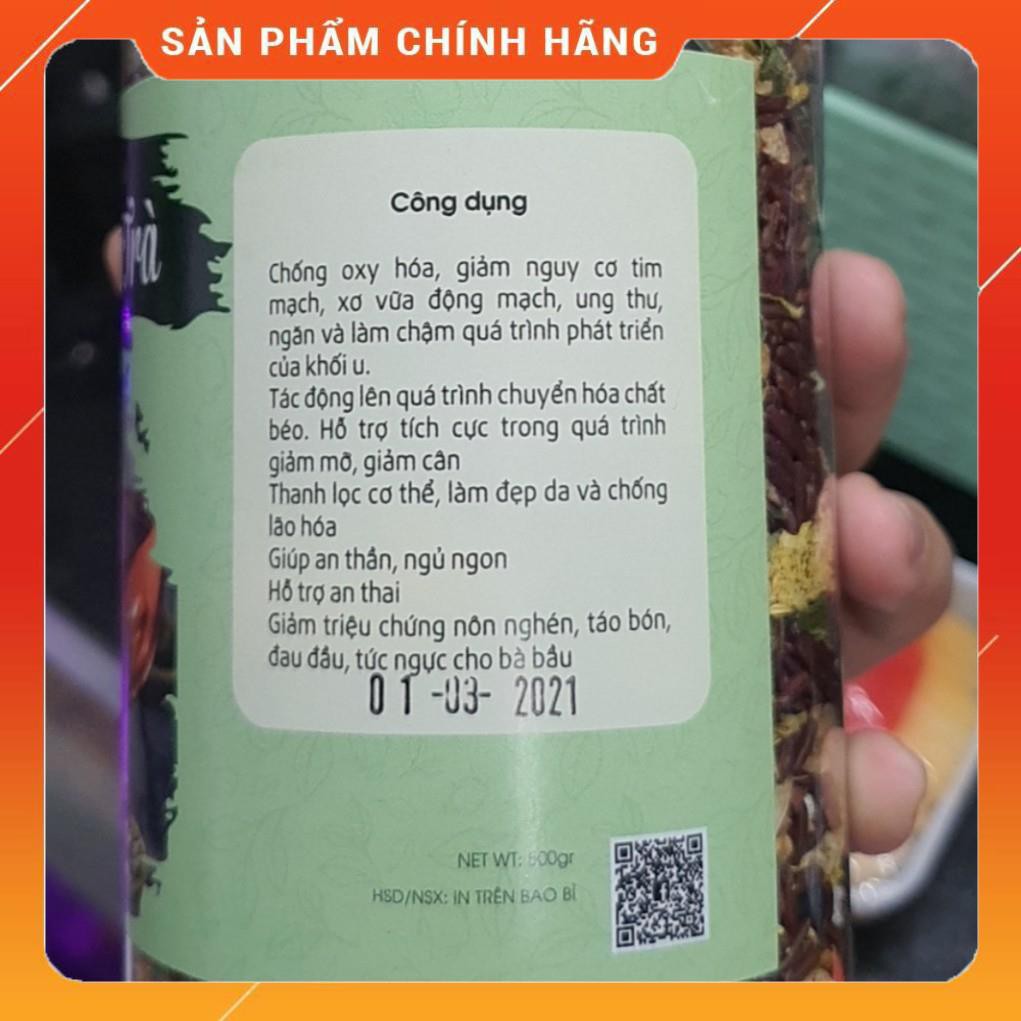 SẢN PHẨM CHÍNH HÃNG
Trà
Công dụng
Chống oxy hóa, giảm nguy cơ tim
mạch, xơ vữa động mạch, ung thư,
ngăn và làm chậm quá trình phát triển
của khối u.
Tác động lên quá trình chuyển hóa chất
béo. Hỗ trợ tích cực trong quá trình
giảm mỡ, giảm cân
Thanh lọc cơ thể, làm đẹp da và chống
lão hóa
Giúp an thần, ngủ ngon
Hỗ trợ an thai
Giảm triệu chứng nôn nghén, táo bón,
đau đầu, tức ngực cho bà bầu
01-03-2021
NET WT: 500gr
HSD/NSX: IN TRÊN BAO BÌ